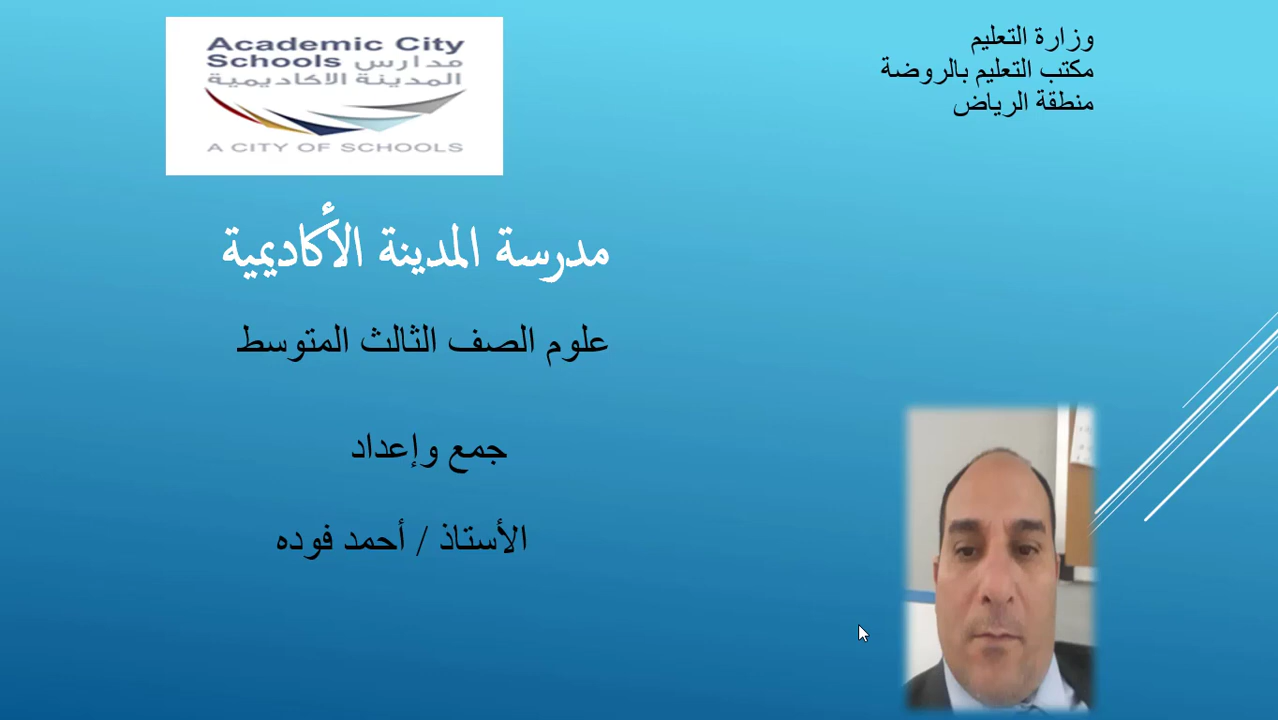 وزارة التعليم
مكتب التعليم بالروضة
منطقة الرياض
Academic City
Schools مدارس
المدينة الاكاديمية
A CITY OF SCHOOLS
مدرسة المدينة الأكاديمية
علوم الصف الثالث المتوسط
جمع وإعداد
الأستاذ / أحمد فوده